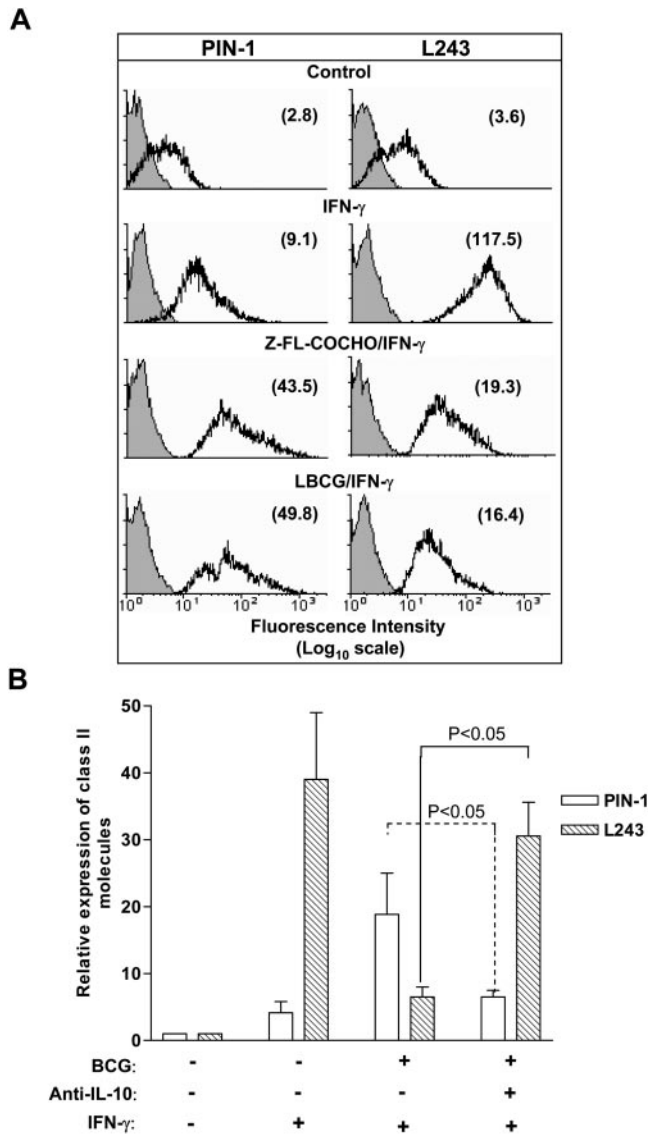 A
PIN-1 L243
Control
(2.8) (3.6)
IFN-γ
(9.1) (117.5)
Z-FL-COCHO/IFN-γ
(43.5) (19.3)
LBCG/IFN-γ
(49.8) (16.4)
10⁰ 10¹ 10² 10³ 10⁰ 10¹ 10² 10³
Fluorescence Intensity
(Log₁₀ scale)
B
Relative expression of class II
molecules
50
40
30
20
10
0
P<0.05
P<0.05
PIN-1
L243
BCG: - - + +
Anti-IL-10: - - - +
IFN-γ: - + + +